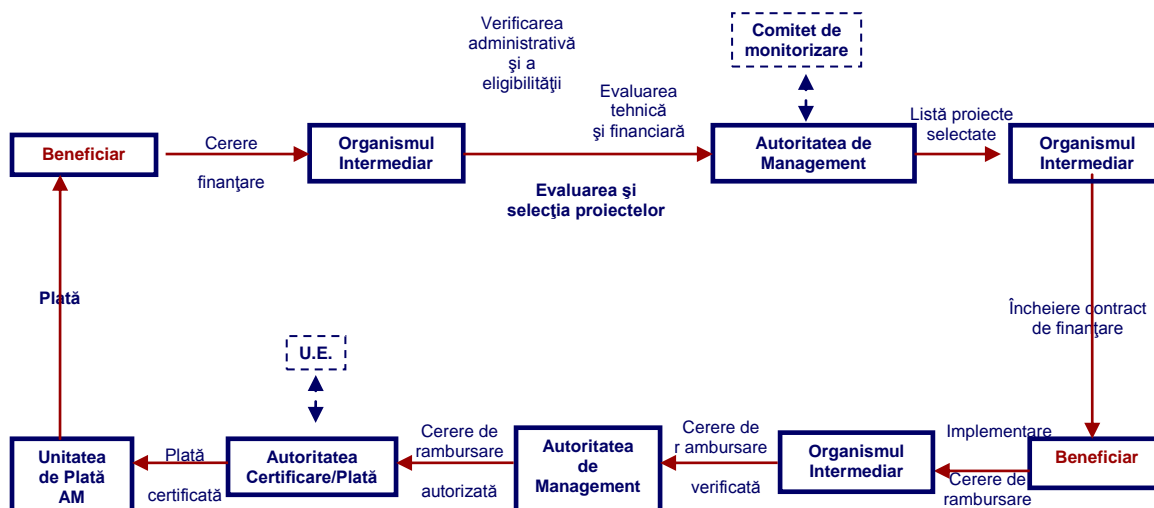 Verificarea
administrativă
şi a
eligibilităţii
Comitet de
monitorizare
Evaluarea
tehnică
şi financiară
Listă proiecte
selectate
Beneficiar
Cerere
finanţare
Organismul
Intermediar
Autoritatea de
Management
Organismul
Intermediar
Evaluarea şi
selecţia proiectelor
Plată
Încheiere contract
de finanţare
U.E.
Unitatea
de Plată
AM
Plată
certificată
Autoritatea
Certificare/Plată
Cerere de
rambursare
autorizată
Autoritatea
de
Management
Cerere de
r ambursare
verificată
Organismul
Intermediar
Implementare
Cerere de
rambursare
Beneficiar